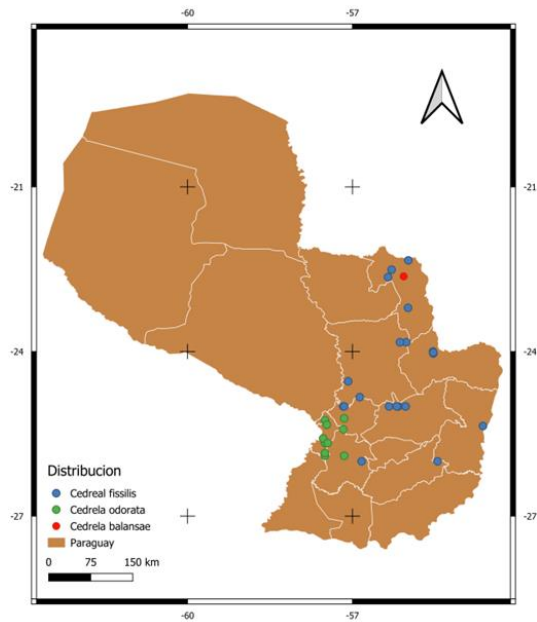 -60 -57
-21 -21
-24 -24
-27 -27
Distribucion
Cedreal fissilis
Cedrela odorata
Cedrela balansae
Paraguay
0 75 150 km
-60 -57